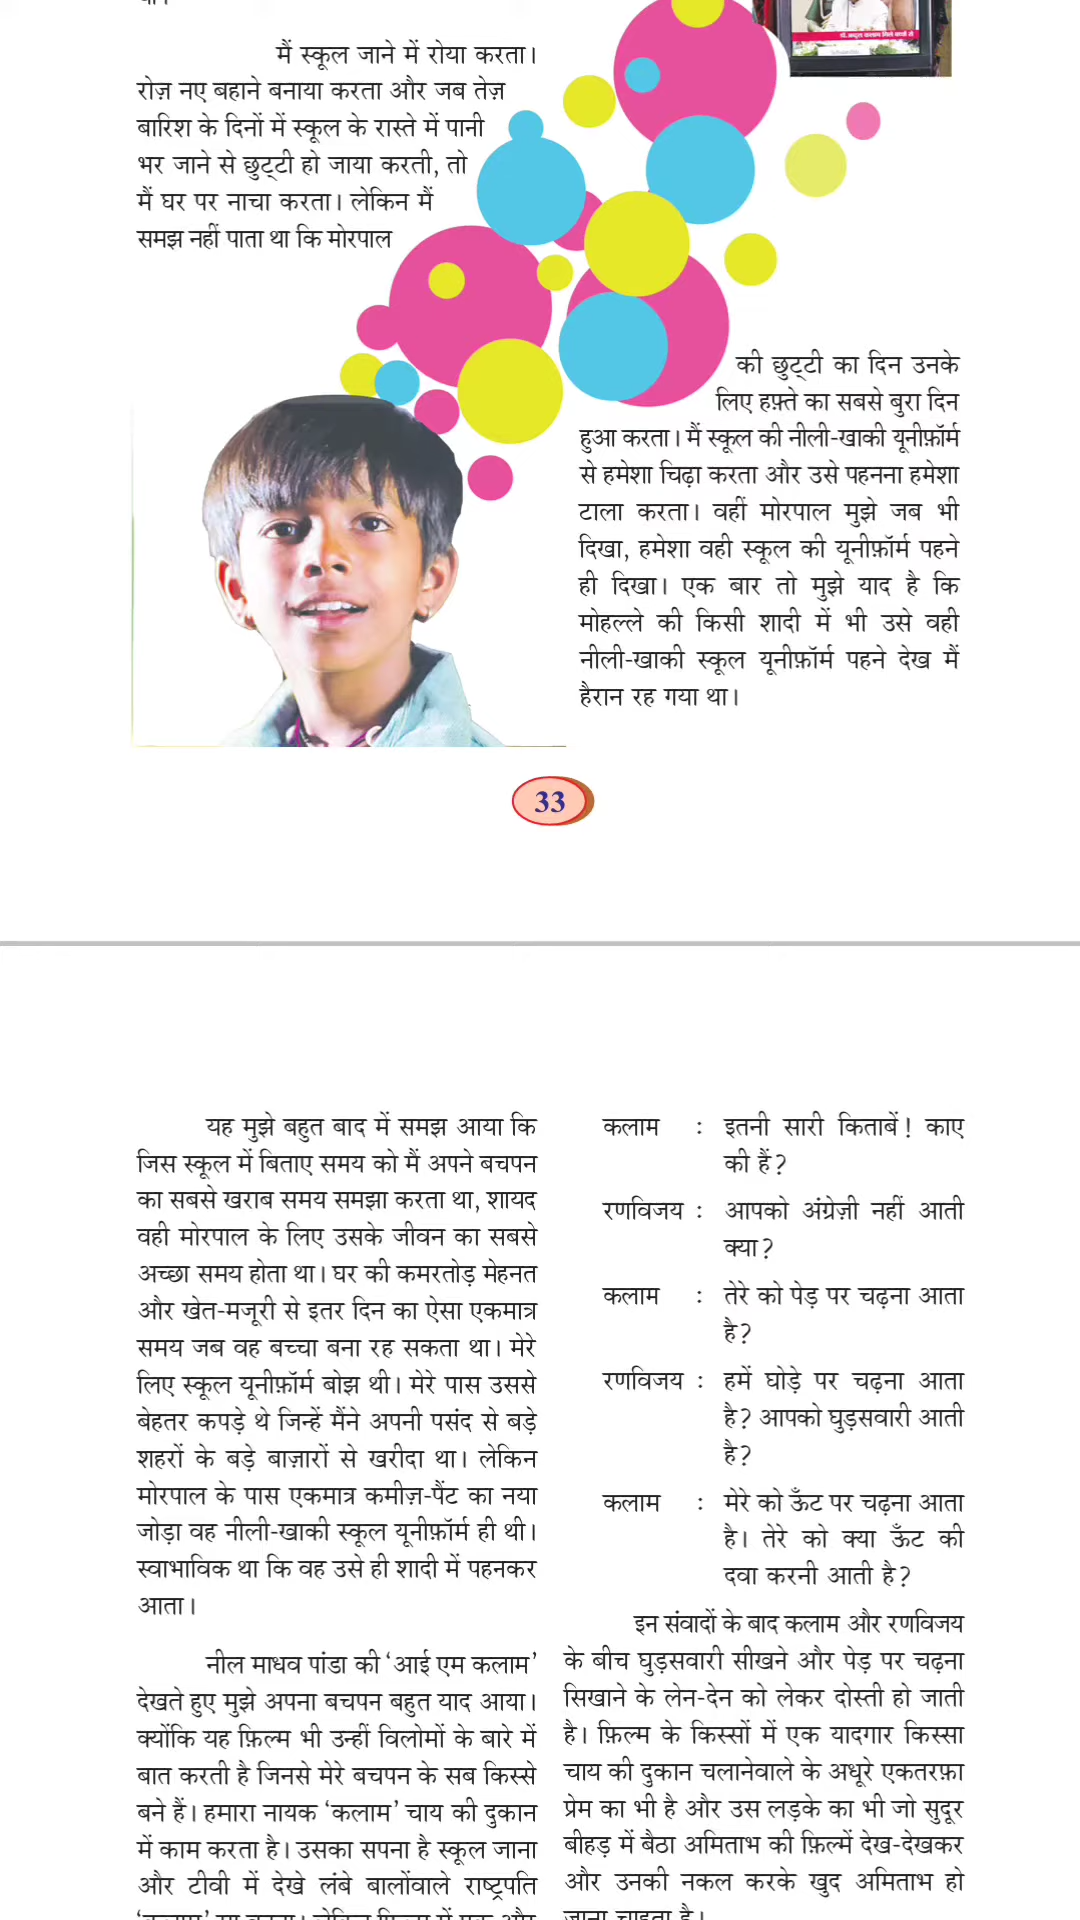 मैं स्कूल जाने में रोया करता।
रोज़ नए बहाने बनाया करता और जब तेज़
बारिश के दिनों में स्कूल के रास्ते में पानी
भर जाने से छुट्टी हो जाया करती, तो
मैं घर पर नाचा करता। लेकिन मैं
समझ नहीं पाता था कि मोरपाल
की छुट्टी का दिन उनके
लिए हफ़्ते का सबसे बुरा दिन
हुआ करता। मैं स्कूल की नीली-खाकी यूनीफ़ॉर्म
से हमेशा चिढ़ा करता और उसे पहनना हमेशा
टाला करता। वहीं मोरपाल मुझे जब भी
दिखा, हमेशा वही स्कूल की यूनीफ़ॉर्म पहने
ही दिखा। एक बार तो मुझे याद है कि
मोहल्ले की किसी शादी में भी उसे वही
नीली-खाकी स्कूल यूनीफ़ॉर्म पहने देख मैं
हैरान रह गया था।
33
यह मुझे बहुत बाद में समझ आया कि
जिस स्कूल में बिताए समय को मैं अपने बचपन
का सबसे खराब समय समझा करता था, शायद
वही मोरपाल के लिए उसके जीवन का सबसे
अच्छा समय होता था। घर की कमरतोड़ मेहनत
और खेत-मजूरी से इतर दिन का ऐसा एकमात्र
समय जब वह बच्चा बना रह सकता था। मेरे
लिए स्कूल यूनीफ़ॉर्म बोझ थी। मेरे पास उससे
बेहतर कपड़े थे जिन्हें मैंने अपनी पसंद से बड़े
शहरों के बड़े बाज़ारों से खरीदा था। लेकिन
मोरपाल के पास एकमात्र कमीज़-पैंट का नया
जोड़ा वह नीली-खाकी स्कूल यूनीफ़ॉर्म ही थी।
स्वाभाविक था कि वह उसे ही शादी में पहनकर
आता।
नील माधव पांडा की ‘आई एम कलाम’
देखते हुए मुझे अपना बचपन बहुत याद आया।
क्योंकि यह फ़िल्म भी उन्हीं विलोमों के बारे में
बात करती है जिनसे मेरे बचपन के सब किस्से
बने हैं। हमारा नायक ‘कलाम’ चाय की दुकान
में काम करता है। उसका सपना है स्कूल जाना
और टीवी में देखे लंबे बालोंवाले राष्ट्रपति
कलाम : इतनी सारी किताबें! काए
की हैं?
रणविजय : आपको अंग्रेज़ी नहीं आती
क्या?
कलाम : तेरे को पेड़ पर चढ़ना आता
है?
रणविजय : हमें घोड़े पर चढ़ना आता
है? आपको घुड़सवारी आती
है?
कलाम : मेरे को ऊँट पर चढ़ना आता
है। तेरे को क्या ऊँट की
दवा करनी आती है?
इन संवादों के बाद कलाम और रणविजय
के बीच घुड़सवारी सीखने और पेड़ पर चढ़ना
सिखाने के लेन-देन को लेकर दोस्ती हो जाती
है। फ़िल्म के किस्सों में एक यादगार किस्सा
चाय की दुकान चलानेवाले के अधूरे एकतरफ़ा
प्रेम का भी है और उस लड़के का भी जो सुदूर
बीहड़ में बैठा अमिताभ की फ़िल्में देख-देखकर
और उनकी नकल करके खुद अमिताभ हो
जाना चाहता है।